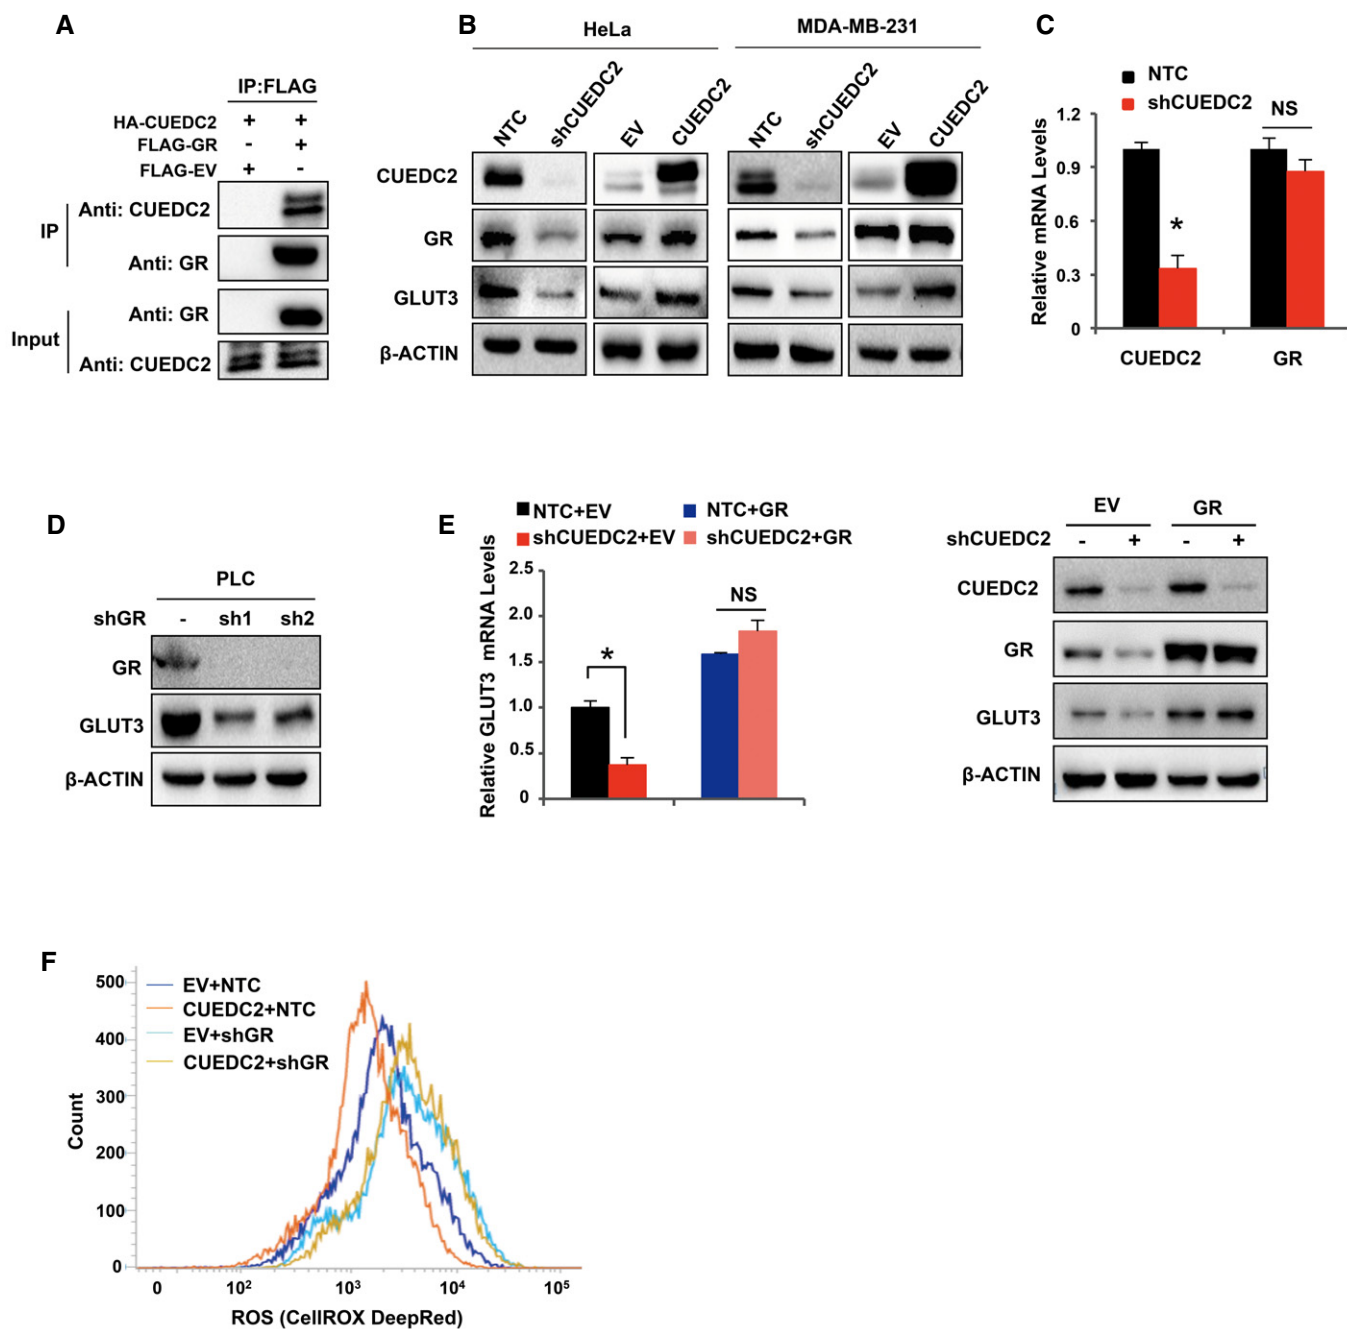 A
IP:FLAG
HA-CUEDC2 + +
FLAG-GR - +
FLAG-EV + -
IP
Anti: CUEDC2
Anti: GR
Input
Anti: GR
Anti: CUEDC2
B
HeLa
MDA-MB-231
NTC shCUEDC2 EV CUEDC2 NTC shCUEDC2 EV CUEDC2
CUEDC2
GR
GLUT3
β-ACTIN
C
NTC
shCUEDC2
NS
*
Relative mRNA Levels
1.2
0.9
0.6
0.3
0
CUEDC2 GR
D
PLC
shGR - sh1 sh2
GR
GLUT3
β-ACTIN
E
NTC+EV NTC+GR
shCUEDC2+EV shCUEDC2+GR
Relative GLUT3 mRNA Levels
2.5
2.0
1.5
1.0
0.5
0
*
NS
EV GR
shCUEDC2 - + - +
CUEDC2
GR
GLUT3
β-ACTIN
F
EV+NTC
CUEDC2+NTC
EV+shGR
CUEDC2+shGR
Count
500
400
300
200
100
0
0 10² 10³ 10⁴ 10⁵
ROS (CellROX DeepRed)